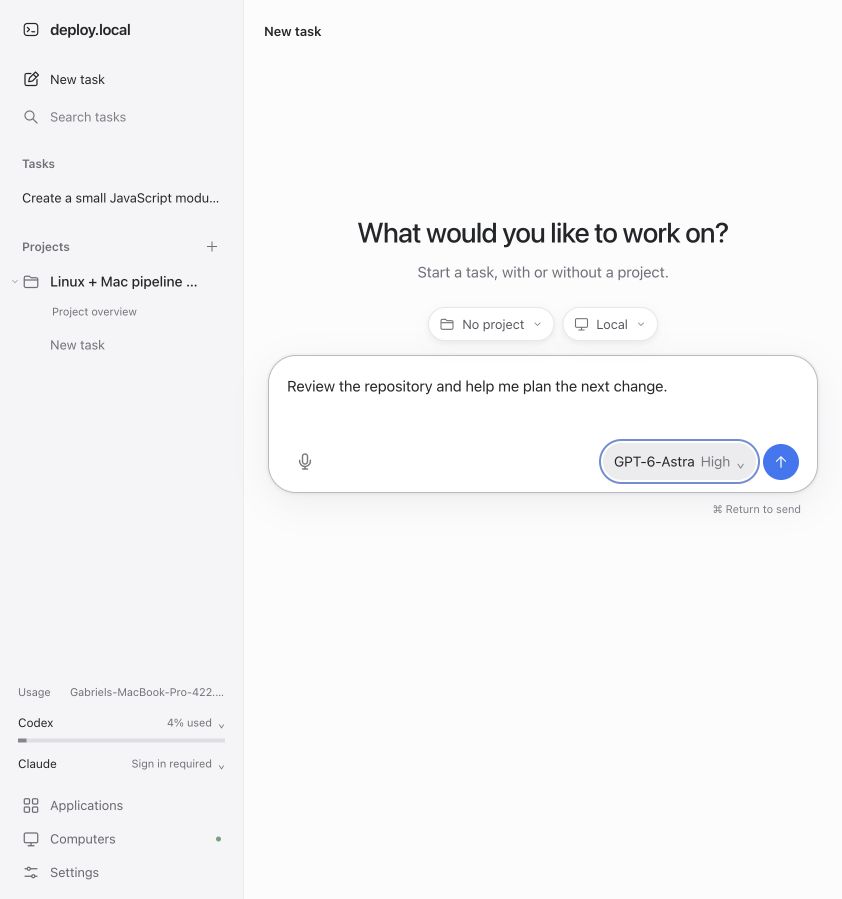 deploy.local
New task
Search tasks
Tasks
Create a small JavaScript modu...
Projects
Linux + Mac pipeline ...
Project overview
New task
Usage Gabriels-MacBook-Pro-422....
Codex 4% used
Claude Sign in required
Applications
Computers
Settings
New task
What would you like to work on?
Start a task, with or without a project.
No project Local
Review the repository and help me plan the next change.
GPT-6-Astra High
⌘ Return to send